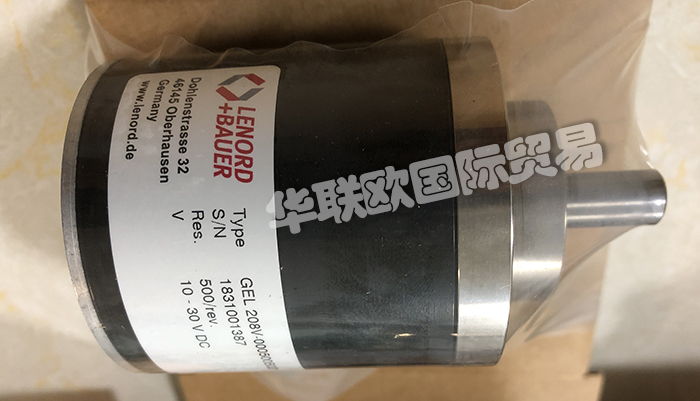 LENORD
+BAUER
Dohlenstrasse 32
46145 Oberhausen
Germany
www.lenord.de
Type
S/N 1831001387
Res. 500/rev.
V 10 - 30 V DC
GEL
华联欧国际贸易